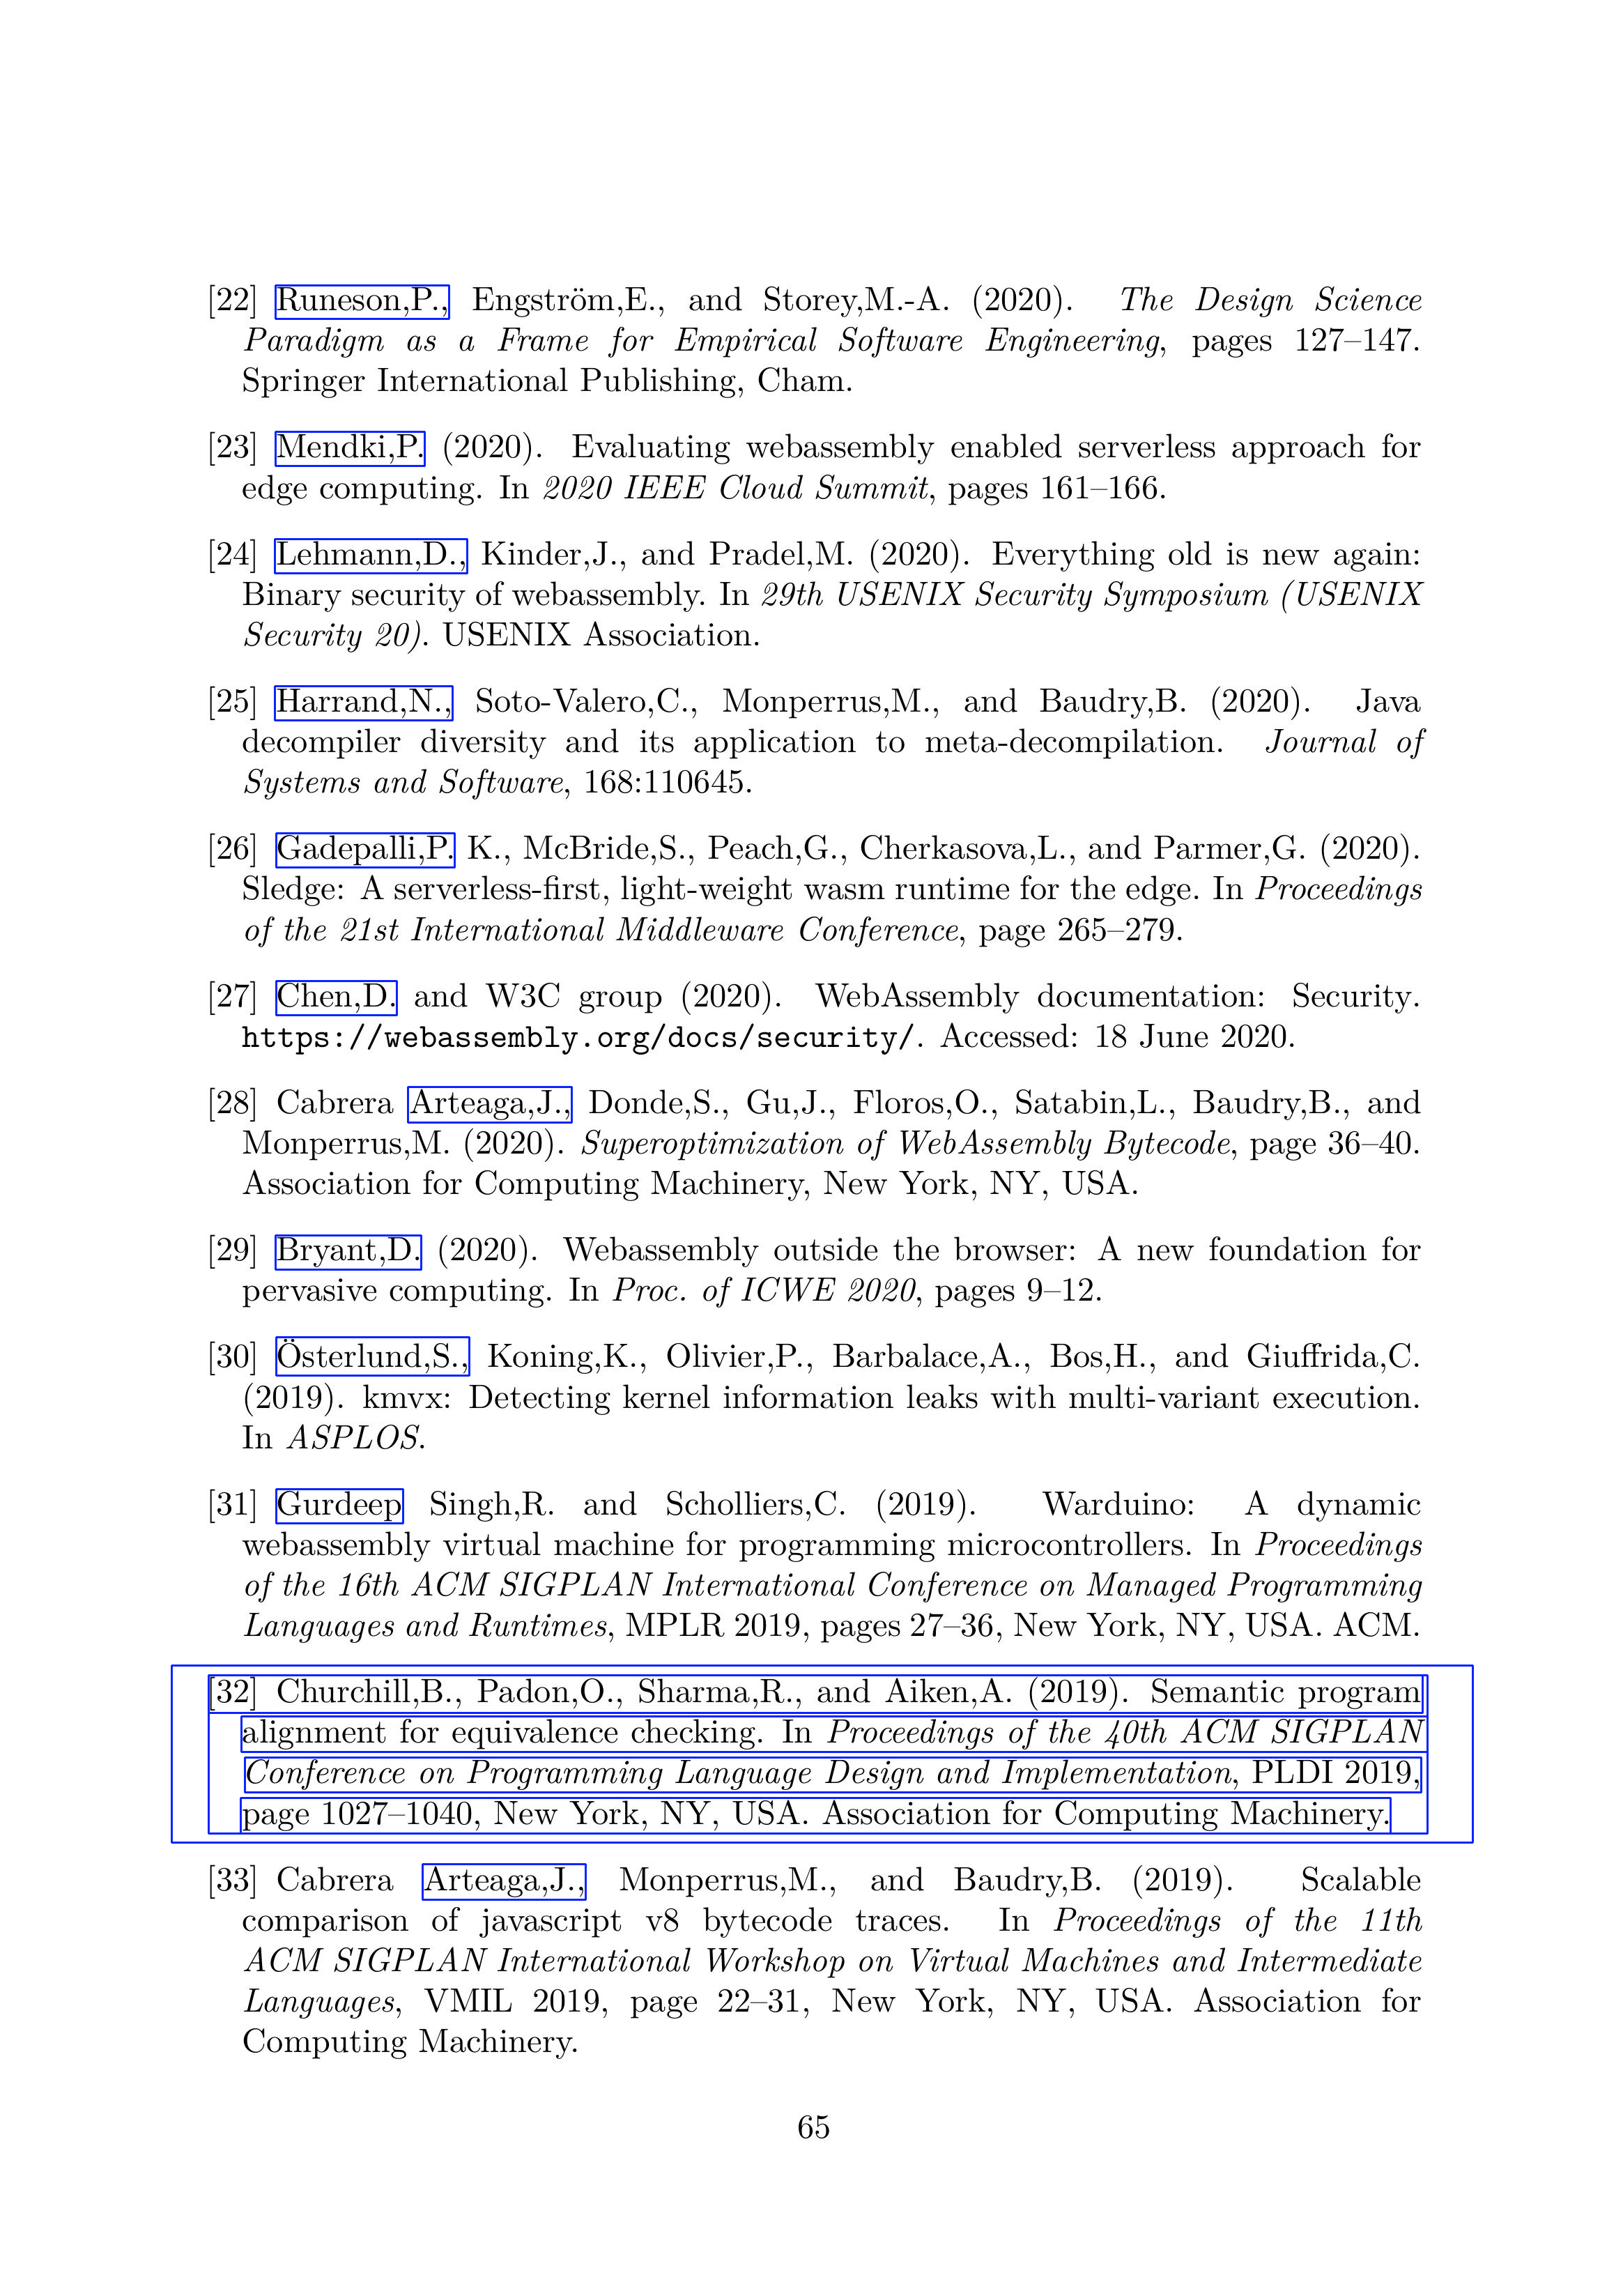 [22] Runeson,P., Engström,E., and Storey,M.-A. (2020). The Design Science
Paradigm as a Frame for Empirical Software Engineering, pages 127–147.
Springer International Publishing, Cham.
[23] Mendki,P. (2020). Evaluating webassembly enabled serverless approach for
edge computing. In 2020 IEEE Cloud Summit, pages 161–166.
[24] Lehmann,D., Kinder,J., and Pradel,M. (2020). Everything old is new again:
Binary security of webassembly. In 29th USENIX Security Symposium (USENIX
Security 20). USENIX Association.
[25] Harrand,N., Soto-Valero,C., Monperrus,M., and Baudry,B. (2020). Java
decompiler diversity and its application to meta-decompilation. Journal of
Systems and Software, 168:110645.
[26] Gadepalli,P. K., McBride,S., Peach,G., Cherkasova,L., and Parmer,G. (2020).
Sledge: A serverless-first, light-weight wasm runtime for the edge. In Proceedings
of the 21st International Middleware Conference, page 265–279.
[27] Chen,D. and W3C group (2020). WebAssembly documentation: Security.
https://webassembly.org/docs/security/. Accessed: 18 June 2020.
[28] Cabrera Arteaga,J., Donde,S., Gu,J., Floros,O., Satabin,L., Baudry,B., and
Monperrus,M. (2020). Superoptimization of WebAssembly Bytecode, page 36–40.
Association for Computing Machinery, New York, NY, USA.
[29] Bryant,D. (2020). Webassembly outside the browser: A new foundation for
pervasive computing. In Proc. of ICWE 2020, pages 9–12.
[30] Österlund,S., Koning,K., Olivier,P., Barbalace,A., Bos,H., and Giuffrida,C.
(2019). kmvx: Detecting kernel information leaks with multi-variant execution.
In ASPLOS.
[31] Gurdeep Singh,R. and Scholliers,C. (2019). Warduino: A dynamic
webassembly virtual machine for programming microcontrollers. In Proceedings
of the 16th ACM SIGPLAN International Conference on Managed Programming
Languages and Runtimes, MPLR 2019, pages 27–36, New York, NY, USA. ACM.
[32] Churchill,B., Padon,O., Sharma,R., and Aiken,A. (2019). Semantic program
alignment for equivalence checking. In Proceedings of the 40th ACM SIGPLAN
Conference on Programming Language Design and Implementation, PLDI 2019,
page 1027–1040, New York, NY, USA. Association for Computing Machinery.
[33] Cabrera Arteaga,J., Monperrus,M., and Baudry,B. (2019). Scalable
comparison of javascript v8 bytecode traces. In Proceedings of the 11th
ACM SIGPLAN International Workshop on Virtual Machines and Intermediate
Languages, VMIL 2019, page 22–31, New York, NY, USA. Association for
Computing Machinery.
65